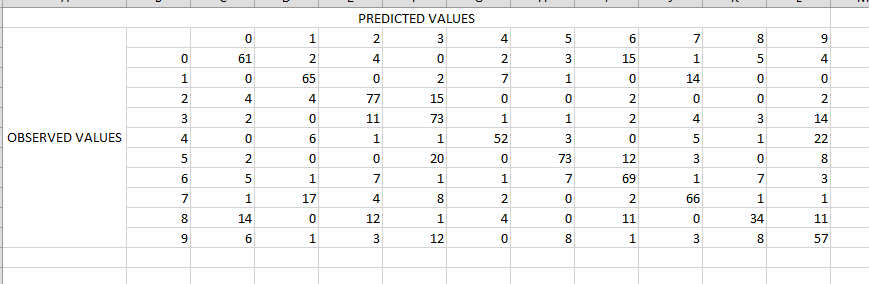 PREDICTED VALUES
0 1 2 3 4 5 6 7 8 9
0 61 2 4 0 2 3 15 1 5 4
1 0 65 0 2 7 1 0 14 0 0
2 4 4 77 15 0 0 2 0 0 2
3 2 0 11 73 1 1 2 4 3 14
OBSERVED VALUES 4 0 6 1 1 52 3 0 5 1 22
5 2 0 0 20 0 73 12 3 0 8
6 5 1 7 1 1 7 69 1 7 3
7 1 17 4 8 2 0 2 66 1 1
8 14 0 12 1 4 0 11 0 34 11
9 6 1 3 12 0 8 1 3 8 57